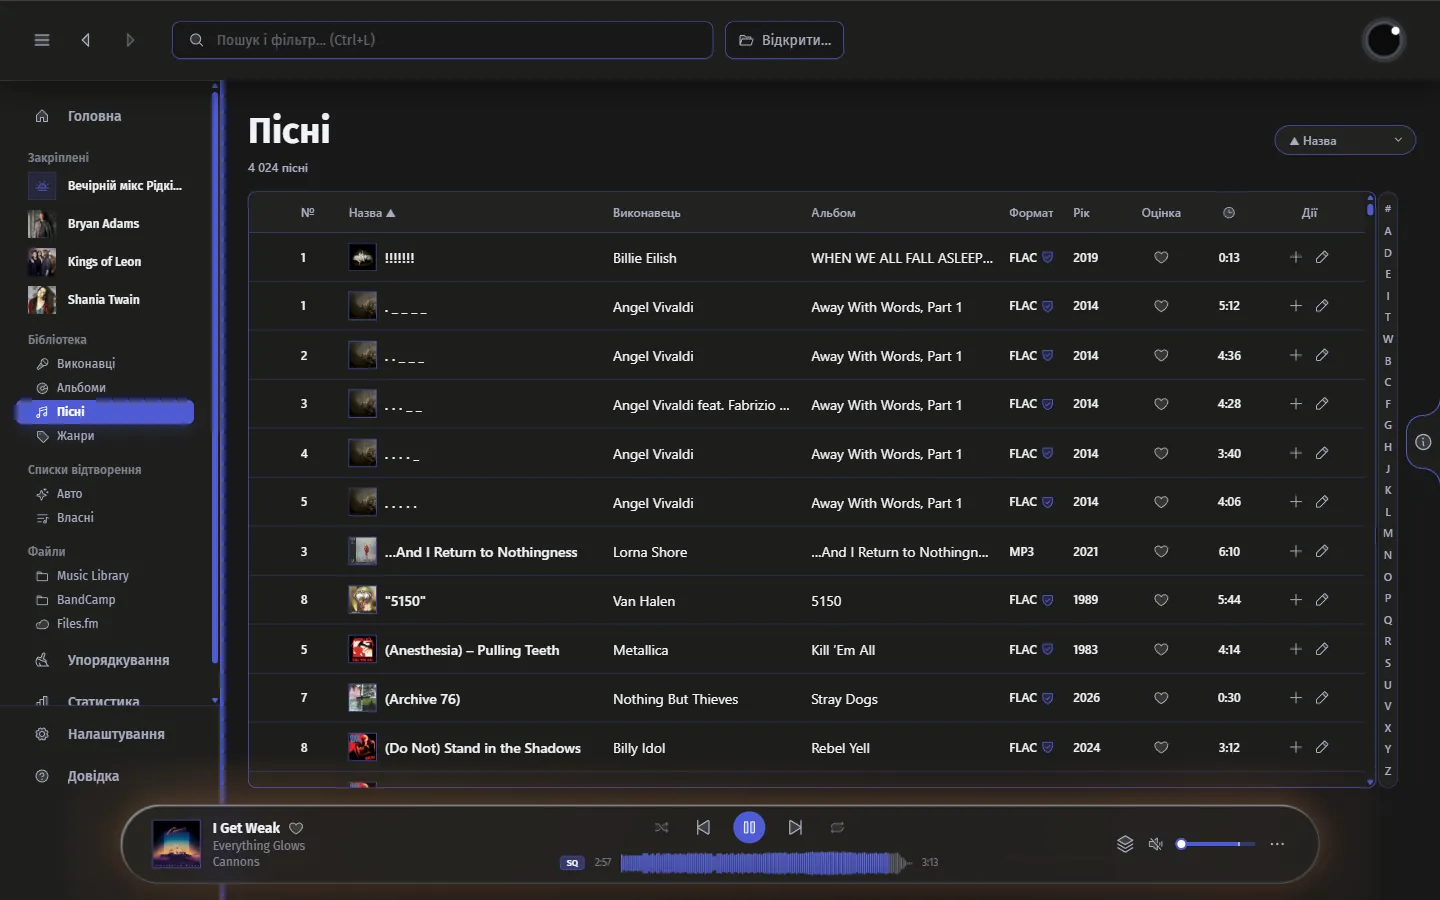 Пошук і фільтр... (Ctrl+L)
Відкрити...
Головна
Закріплені
Вечірній мікс Рідкі...
Bryan Adams
Kings of Leon
Shania Twain
Бібліотека
Виконавці
Альбоми
Пісні
Жанри
Списки відтворення
Авто
Власні
Файли
Music Library
BandCamp
Files.fm
Упорядкування
Статистика
Налаштування
Довідка
Пісні
4 024 пісні
▲ Назва
№ Назва ▲ Виконавець Альбом Формат Рік Оцінка Дії
1 !!!!!!! Billie Eilish WHEN WE ALL FALL ASLEEP... FLAC 2019 0:13
1 . _ _ _ _ Angel Vivaldi Away With Words, Part 1 FLAC 2014 5:12
2 . . _ _ _ Angel Vivaldi Away With Words, Part 1 FLAC 2014 4:36
3 . . . _ _ Angel Vivaldi feat. Fabrizio ... Away With Words, Part 1 FLAC 2014 4:28
4 . . . . _ Angel Vivaldi Away With Words, Part 1 FLAC 2014 3:40
5 . . . . . Angel Vivaldi Away With Words, Part 1 FLAC 2014 4:06
3 ...And I Return to Nothingness Lorna Shore ...And I Return to Nothingn... MP3 2021 6:10
8 "5150" Van Halen 5150 FLAC 1989 5:44
5 (Anesthesia) – Pulling Teeth Metallica Kill ’Em All FLAC 1983 4:14
7 (Archive 76) Nothing But Thieves Stray Dogs FLAC 2026 0:30
8 (Do Not) Stand in the Shadows Billy Idol Rebel Yell FLAC 2024 3:12
#
A
D
E
I
T
W
B
C
F
G
H
J
K
L
M
N
O
P
Q
R
S
U
V
X
Y
Z
I Get Weak
Everything Glows
Cannons
SQ 2:57 3:13